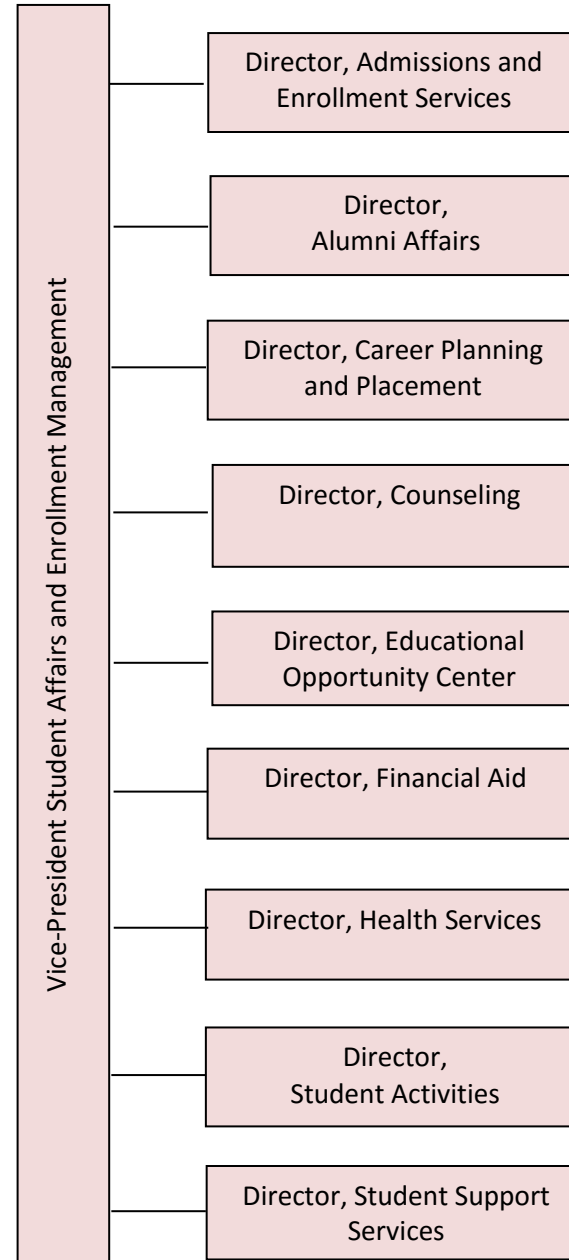 Vice-President Student Affairs and Enrollment Management
Director, Admissions and
Enrollment Services
Director,
Alumni Affairs
Director, Career Planning
and Placement
Director, Counseling
Director, Educational
Opportunity Center
Director, Financial Aid
Director, Health Services
Director,
Student Activities
Director, Student Support
Services